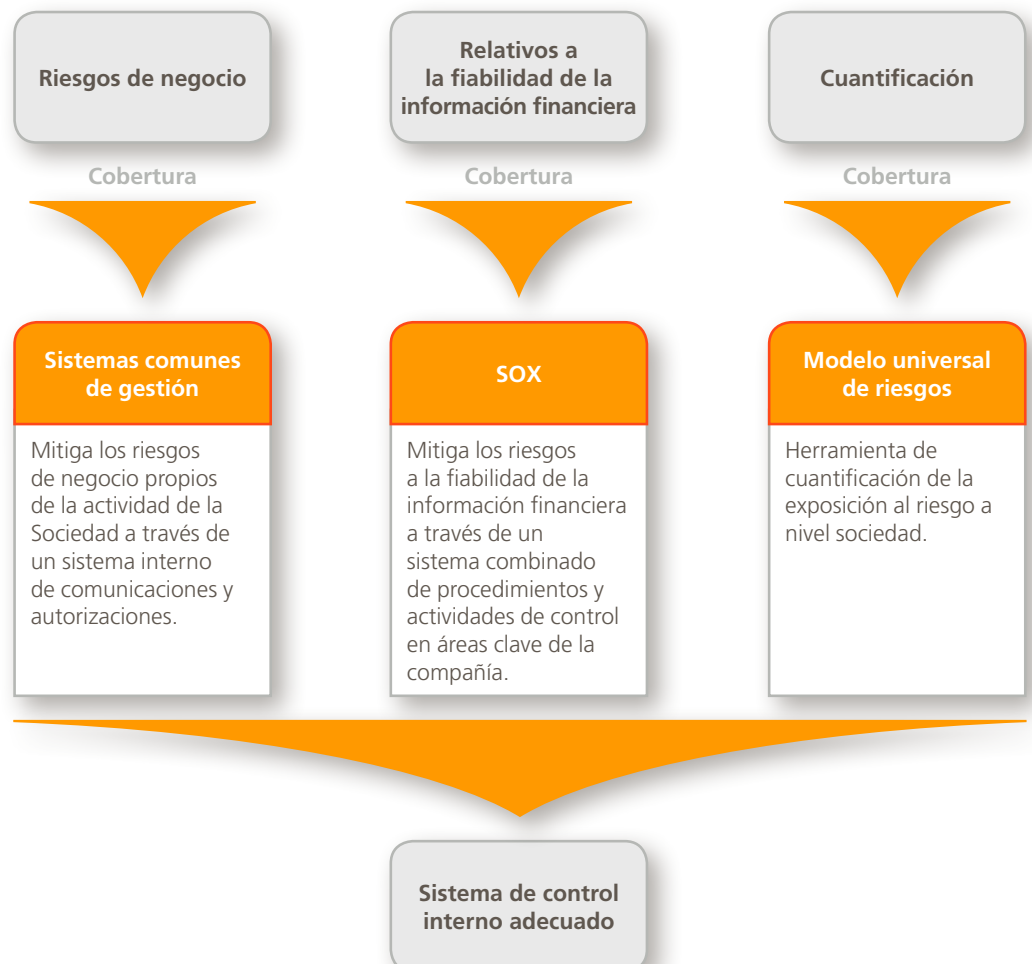 Riesgos de negocio
Relativos a
la fiabilidad de la
información financiera
Cuantificación
Cobertura
Cobertura
Cobertura
Sistemas comunes
de gestión
Mitiga los riesgos
de negocio propios
de la actividad de la
Sociedad a través de
un sistema interno
de comunicaciones y
autorizaciones.
SOX
Mitiga los riesgos
a la fiabilidad de la
información financiera
a través de un
sistema combinado
de procedimientos y
actividades de control
en áreas clave de la
compañía.
Modelo universal
de riesgos
Herramienta de
cuantificación de la
exposición al riesgo a
nivel sociedad.
Sistema de control
interno adecuado